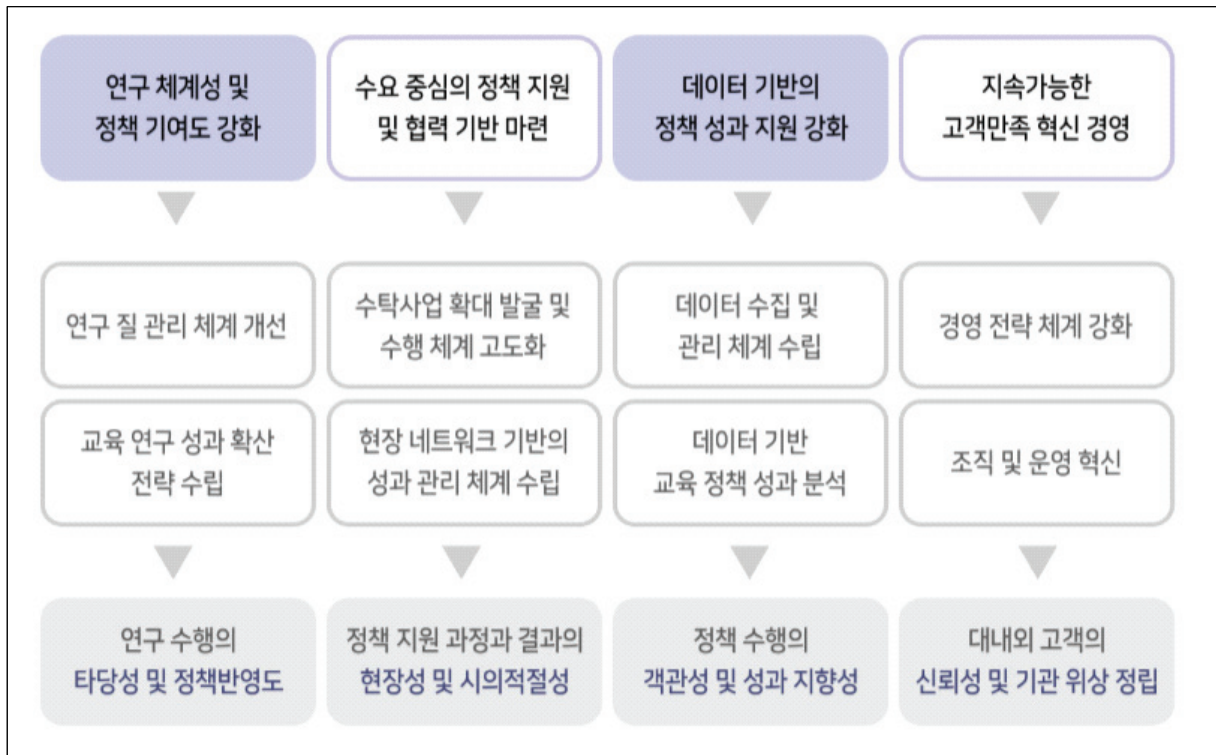 연구 체계성 및
정책 기여도 강화
수요 중심의 정책 지원
및 협력 기반 마련
데이터 기반의
정책 성과 지원 강화
지속가능한
고객만족 혁신 경영
연구 질 관리 체계 개선
수탁사업 확대 발굴 및
수행 체계 고도화
데이터 수집 및
관리 체계 수립
경영 전략 체계 강화
교육 연구 성과 확산
전략 수립
현장 네트워크 기반의
성과 관리 체계 수립
데이터 기반
교육 정책 성과 분석
조직 및 운영 혁신
연구 수행의
타당성 및 정책반영도
정책 지원 과정과 결과의
현장성 및 시의적절성
정책 수행의
객관성 및 성과 지향성
대내외 고객의
신뢰성 및 기관 위상 정립